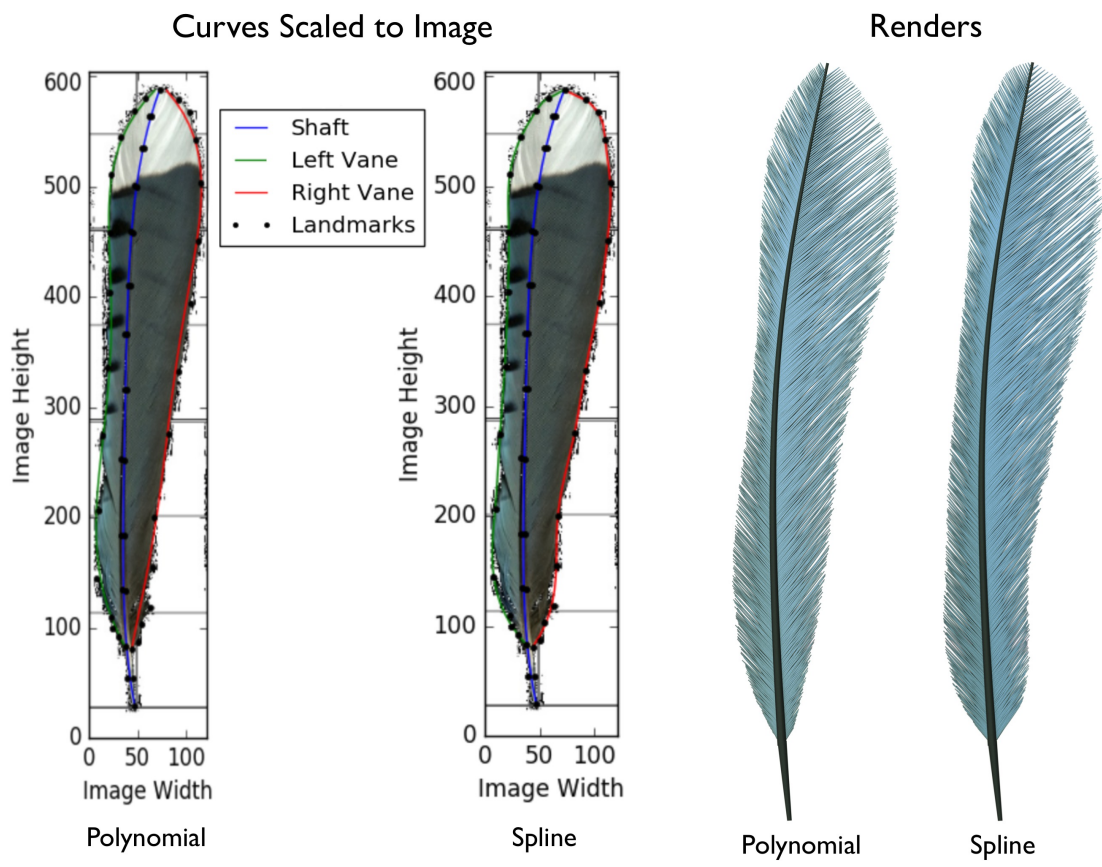 Curves Scaled to Image
Renders
600
500
400
300
200
100
0
0 50 100
Image Height
Image Width
Polynomial
Shaft
Left Vane
Right Vane
Landmarks
600
500
400
300
200
100
0
0 50 100
Image Height
Image Width
Spline
Polynomial
Spline